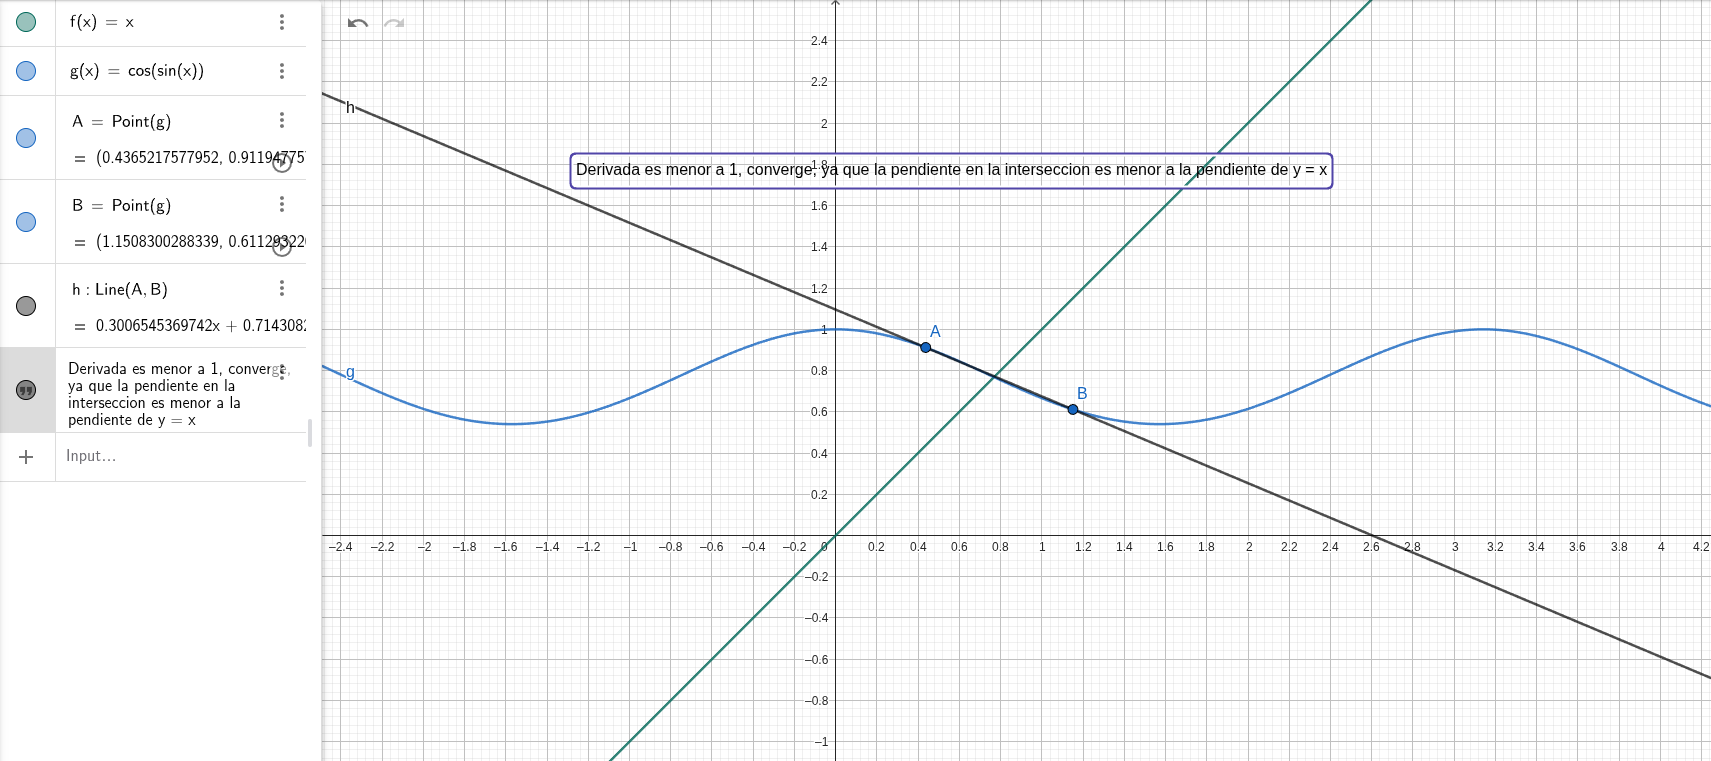 f(x) = x
g(x) = cos(sin(x))
A = Point(g)
= (0.4365217577952, 0.911947757
B = Point(g)
= (1.1508300288339, 0.611293220
h : Line(A, B)
= 0.3006545369742x + 0.7143082
Derivada es menor a 1, converge,
ya que la pendiente en la
interseccion es menor a la
pendiente de y = x
Input...
h
Derivada es menor a 1, converge, ya que la pendiente en la interseccion es menor a la pendiente de y = x
A
B
g
2.4
2.2
2
1.8
1.6
1.4
1.2
1
0.8
0.6
0.4
0.2
–2.4 –2.2 –2 –1.8 –1.6 –1.4 –1.2 –1 –0.8 –0.6 –0.4 –0.2 0 0.2 0.4 0.6 0.8 1 1.2 1.4 1.6 1.8 2 2.2 2.4 2.6 2.8 3 3.2 3.4 3.6 3.8 4 4.2
–0.2
–0.4
–0.6
–0.8
–1